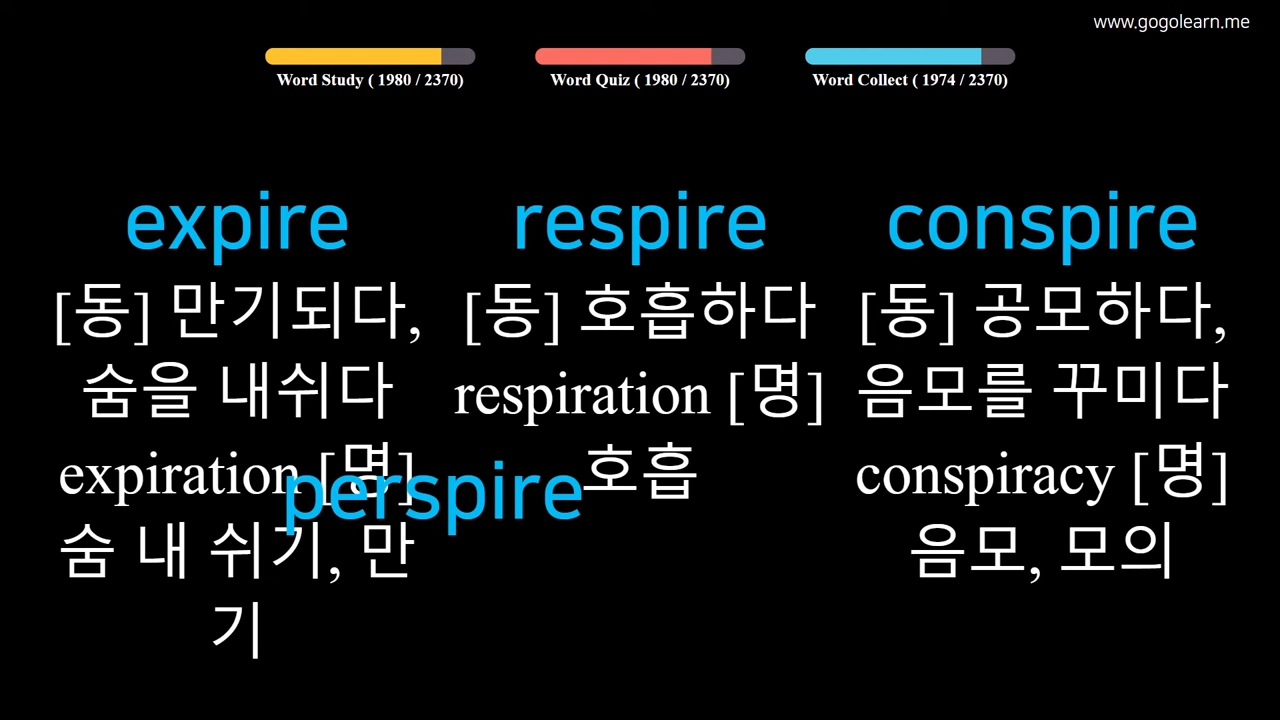 www.gogolearn.me
Word Study ( 1980 / 2370)
Word Quiz ( 1980 / 2370)
Word Collect ( 1974 / 2370)
expire
[동] 만기되다,
숨을 내쉬다
expiration [명]
숨 내 쉬기, 만
기
respire
[동] 호흡하다
respiration [명]
호흡
conspire
[동] 공모하다,
음모를 꾸미다
conspiracy [명]
음모, 모의
perspire